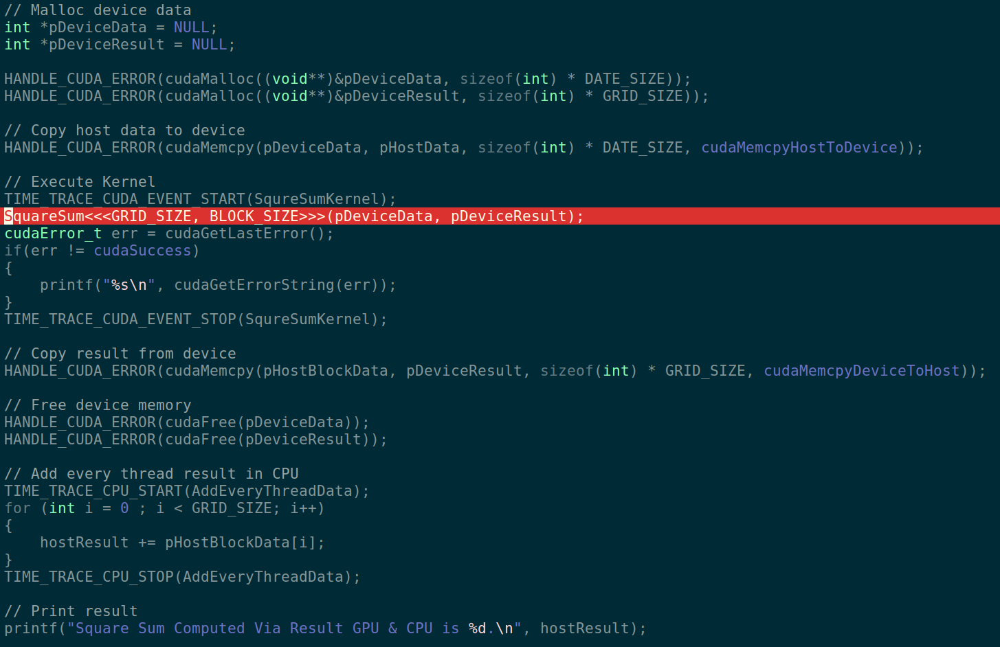 // Malloc device data
int *pDeviceData = NULL;
int *pDeviceResult = NULL;

HANDLE_CUDA_ERROR(cudaMalloc((void**)&pDeviceData, sizeof(int) * DATE_SIZE));
HANDLE_CUDA_ERROR(cudaMalloc((void**)&pDeviceResult, sizeof(int) * GRID_SIZE));

// Copy host data to device
HANDLE_CUDA_ERROR(cudaMemcpy(pDeviceData, pHostData, sizeof(int) * DATE_SIZE, cudaMemcpyHostToDevice));

// Execute Kernel
TIME_TRACE_CUDA_EVENT_START(SqureSumKernel);
SquareSum<<<GRID_SIZE, BLOCK_SIZE>>>(pDeviceData, pDeviceResult);
cudaError_t err = cudaGetLastError();
if(err != cudaSuccess)
{
    printf("%s\n", cudaGetErrorString(err));
}
TIME_TRACE_CUDA_EVENT_STOP(SqureSumKernel);

// Copy result from device
HANDLE_CUDA_ERROR(cudaMemcpy(pHostBlockData, pDeviceResult, sizeof(int) * GRID_SIZE, cudaMemcpyDeviceToHost));

// Free device memory
HANDLE_CUDA_ERROR(cudaFree(pDeviceData));
HANDLE_CUDA_ERROR(cudaFree(pDeviceResult));

// Add every thread result in CPU
TIME_TRACE_CPU_START(AddEveryThreadData);
for (int i = 0 ; i < GRID_SIZE; i++)
{
    hostResult += pHostBlockData[i];
}
TIME_TRACE_CPU_STOP(AddEveryThreadData);

// Print result
printf("Square Sum Computed Via Result GPU & CPU is %d.\n", hostResult);